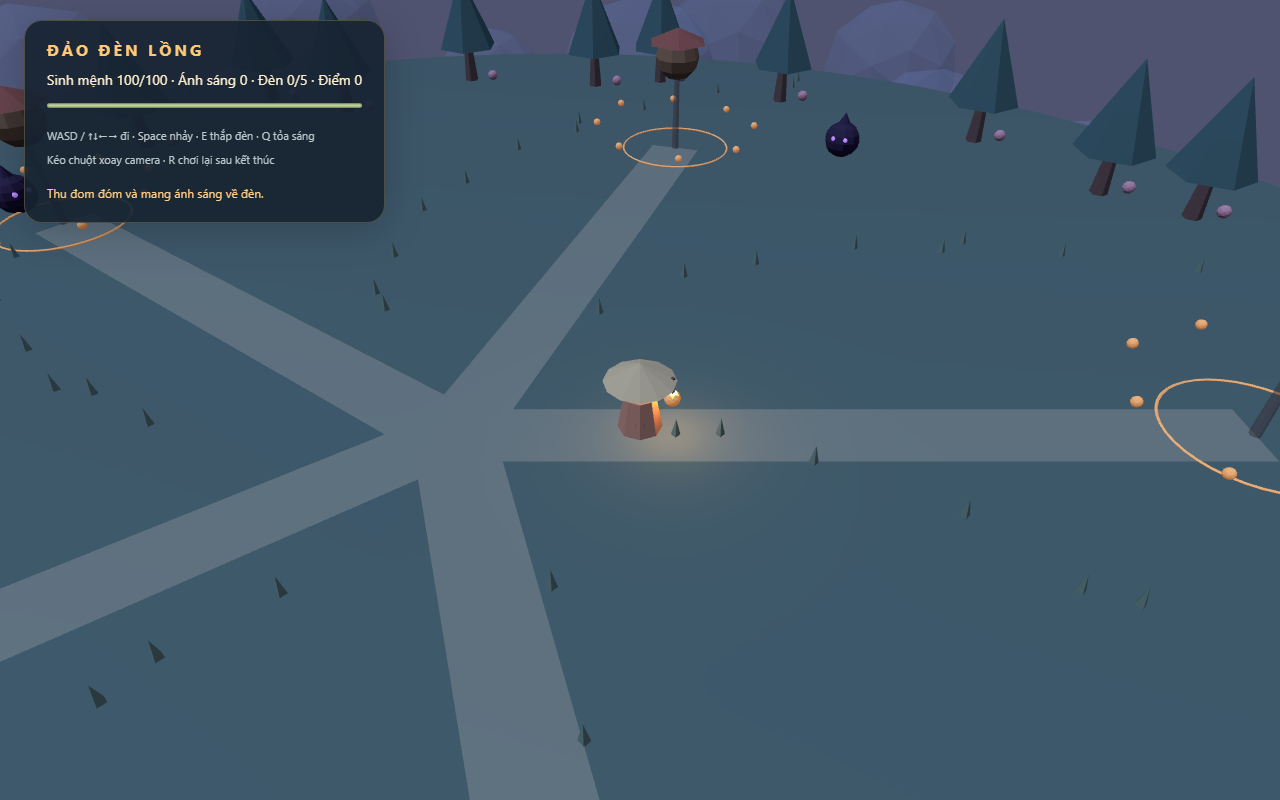 ĐẢO ĐÈN LỒNG
Sinh mệnh 100/100 · Ánh sáng 0 · Đèn 0/5 · Điểm 0
WASD / ↑↓←→ đi · Space nhảy · E thắp đèn · Q tỏa sáng
Kéo chuột xoay camera · R chơi lại sau kết thúc
Thu đom đóm và mang ánh sáng về đèn.